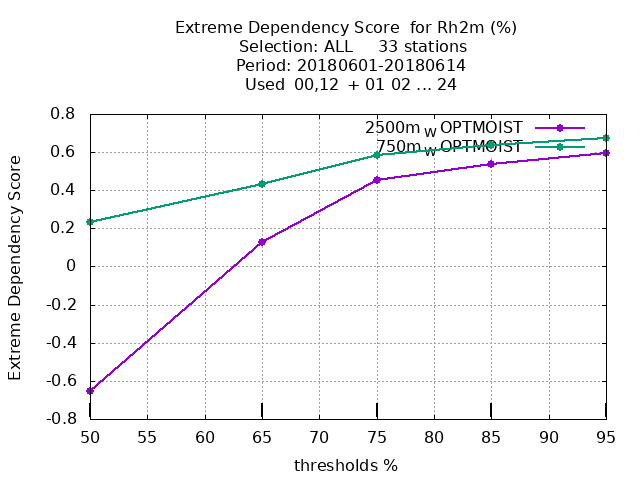 Extreme Dependency Score for Rh2m (%)
Selection: ALL 33 stations
Period: 20180601-20180614
Used 00,12 + 01 02 ... 24
2500m W OPTMOIST
750m W OPTMOIST
Extreme Dependency Score
0.8
0.6
0.4
0.2
0
-0.2
-0.4
-0.6
-0.8
50 55 60 65 70 75 80 85 90 95
thresholds %